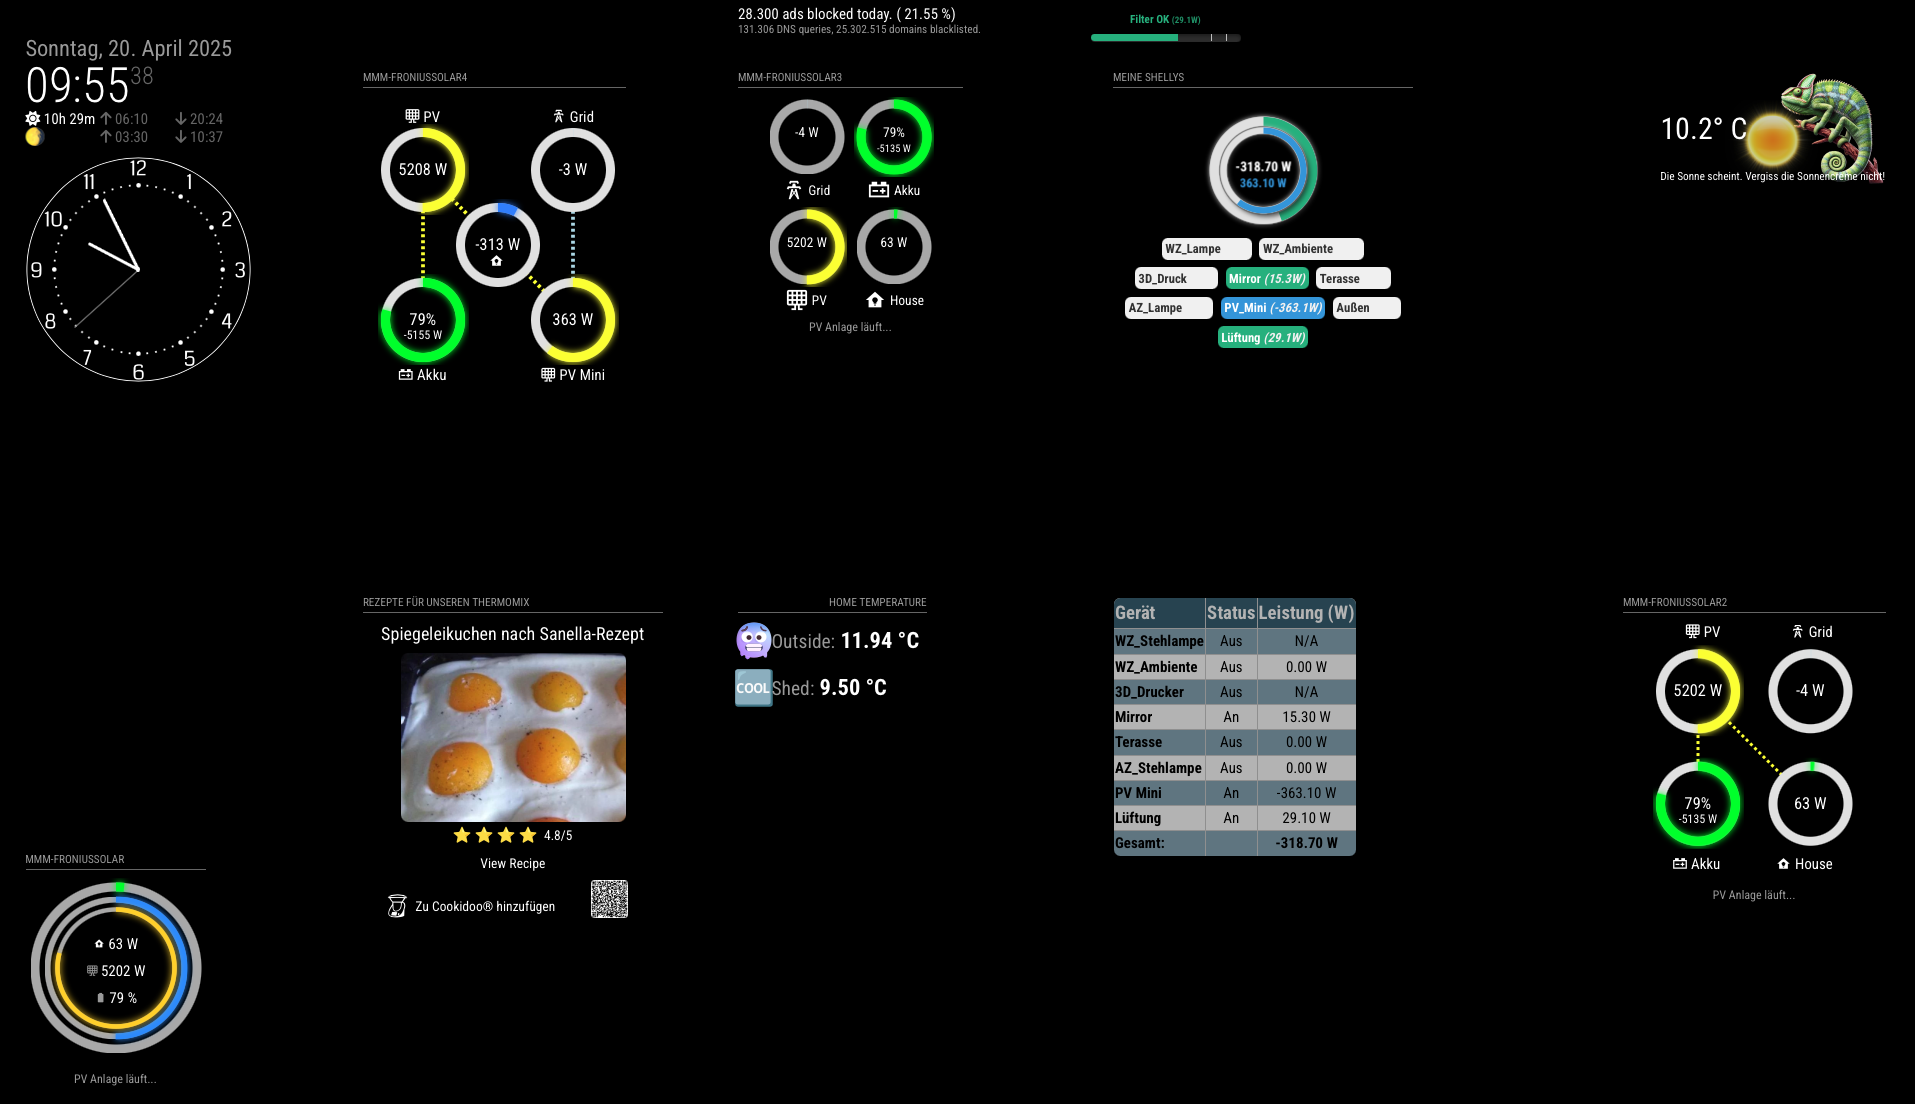 28.300 ads blocked today. ( 21.55 %)
131.306 DNS queries, 25.302.515 domains blacklisted.
Filter OK (29.1W)
Sonntag, 20. April 2025
09:55 38
10h 29m 06:10 20:24
03:30 10:37
12
11 1
10 2
9 3
8 4
7 5
6
MMM-FRONIUSSOLAR4
PV Grid
5208 W -3 W
-313 W
79% 363 W
-5155 W
Akku PV Mini
MMM-FRONIUSSOLAR3
-4 W 79%
-5135 W
Grid Akku
5202 W 63 W
PV House
PV Anlage läuft...
MEINE SHELLYS
-318.70 W
363.10 W
WZ_Lampe WZ_Ambiente
3D_Druck Mirror (15.3W) Terasse
AZ_Lampe PV_Mini (-363.1W) Außen
Lüftung (29.1W)
10.2° C
Die Sonne scheint. Vergiss die Sonnencreme nicht!
REZEPTE FÜR UNSEREN THERMOMIX
Spiegeleikuchen nach Sanella-Rezept
4.8/5
View Recipe
Zu Cookidoo® hinzufügen
HOME TEMPERATURE
Outside: 11.94 °C
COOL Shed: 9.50 °C
Gerät Status Leistung (W)
WZ_Stehlampe Aus N/A
WZ_Ambiente Aus 0.00 W
3D_Drucker Aus N/A
Mirror An 15.30 W
Terasse Aus 0.00 W
AZ_Stehlampe Aus 0.00 W
PV Mini An -363.10 W
Lüftung An 29.10 W
Gesamt: -318.70 W
MMM-FRONIUSSOLAR2
PV Grid
5202 W -4 W
79% 63 W
-5135 W
Akku House
PV Anlage läuft...
MMM-FRONIUSSOLAR
63 W
5202 W
79 %
PV Anlage läuft...